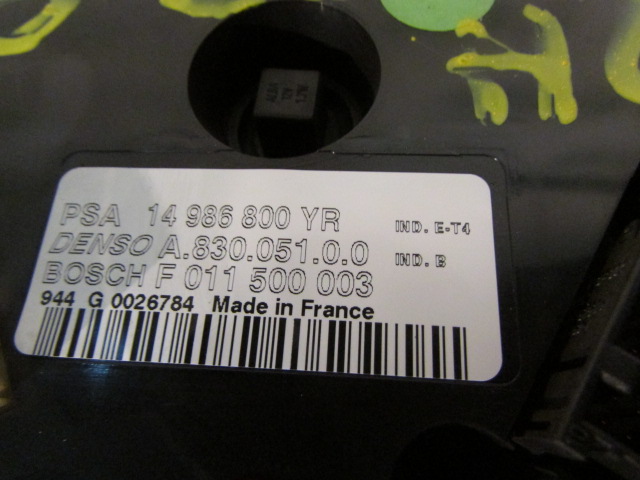 PSA 14 986 800 YR IND. E-T4
DENSO A.830.051.0.0 IND. B
BOSCH F 011 500 003
944 G 0026784 Made in France